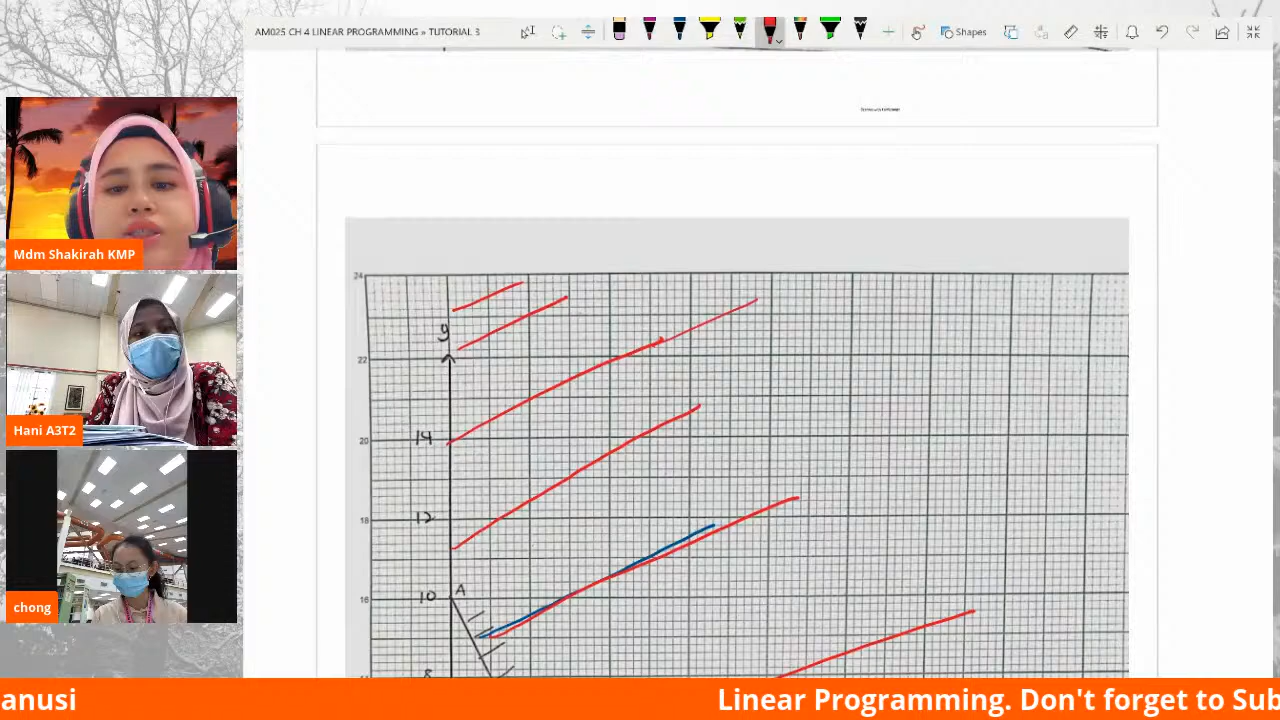 AM025 CH 4 LINEAR PROGRAMMING » TUTORIAL 3
Shapes
Mdm Shakirah KMP
Hani A3T2
chong
24
y
22
20
14
18
12
16
10
A
8
anusi
Linear Programming. Don't forget to Sub